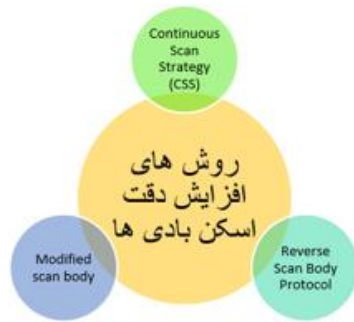 Continuous
Scan
Strategy
(CSS)
روش های
افزایش دقت
اسکن بادی ها
Modified
scan body
Reverse
Scan Body
Protocol